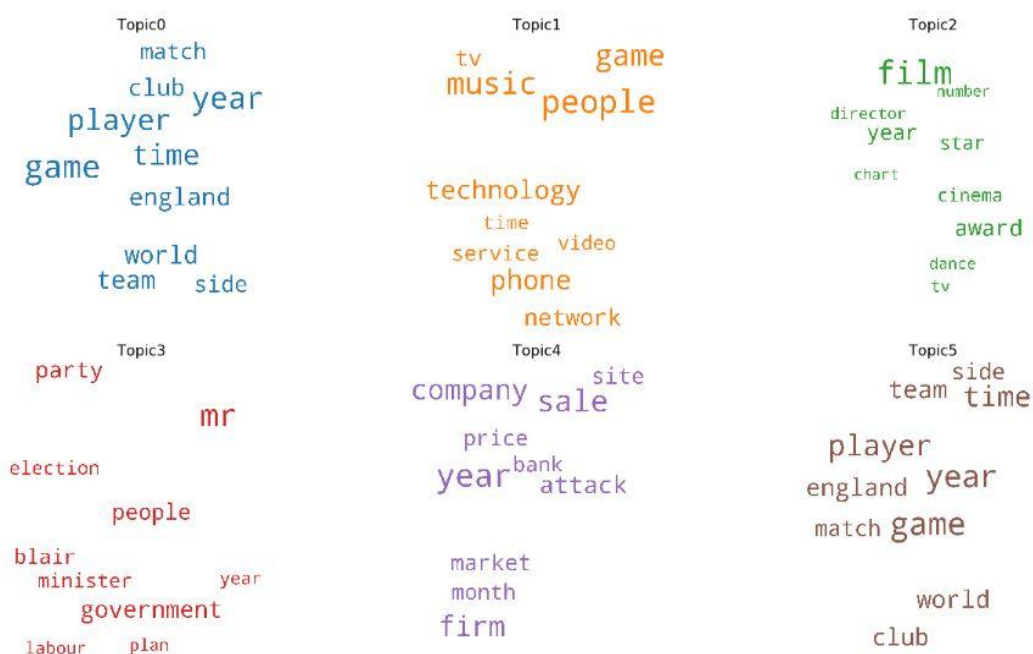 Topic0
match
club
year
player
time
game
england
world
team
side
Topic1
tv
game
music
people
technology
time
video
service
phone
network
Topic2
film
number
director
year
star
chart
cinema
award
dance
tv
Topic3
party
mr
election
people
blair
minister
year
government
labour
plan
Topic4
site
company
sale
price
bank
year
attack
market
month
firm
Topic5
side
team
time
player
year
england
match
game
world
club